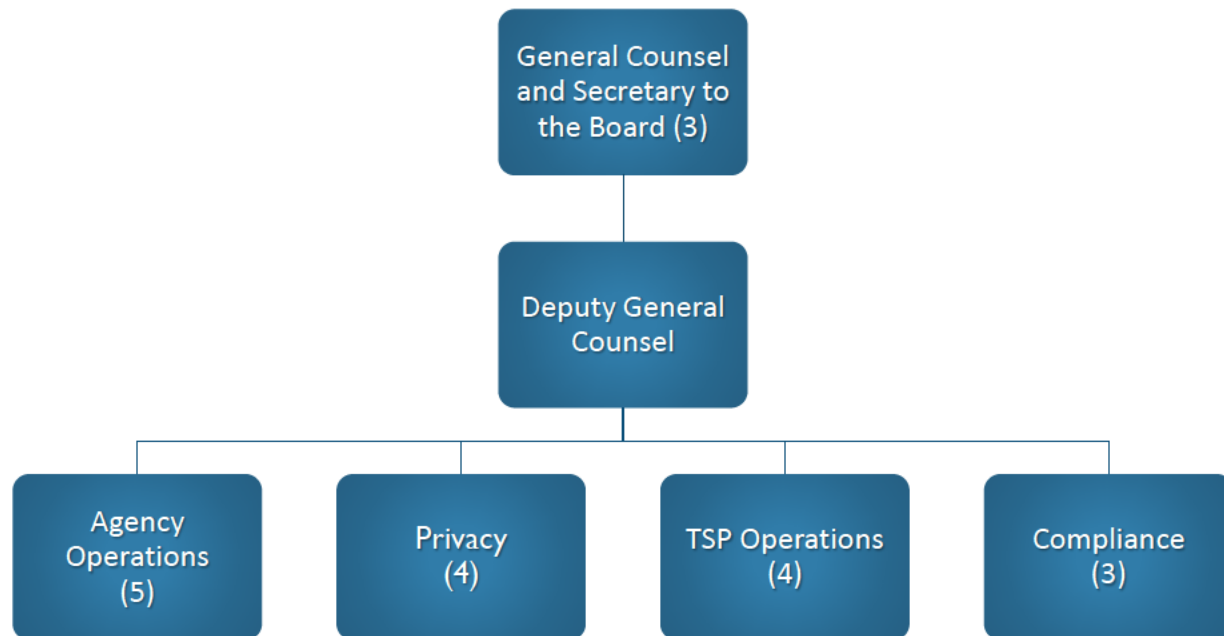 General Counsel
and Secretary to
the Board (3)
Deputy General
Counsel
Agency
Operations
(5)
Privacy
(4)
TSP Operations
(4)
Compliance
(3)